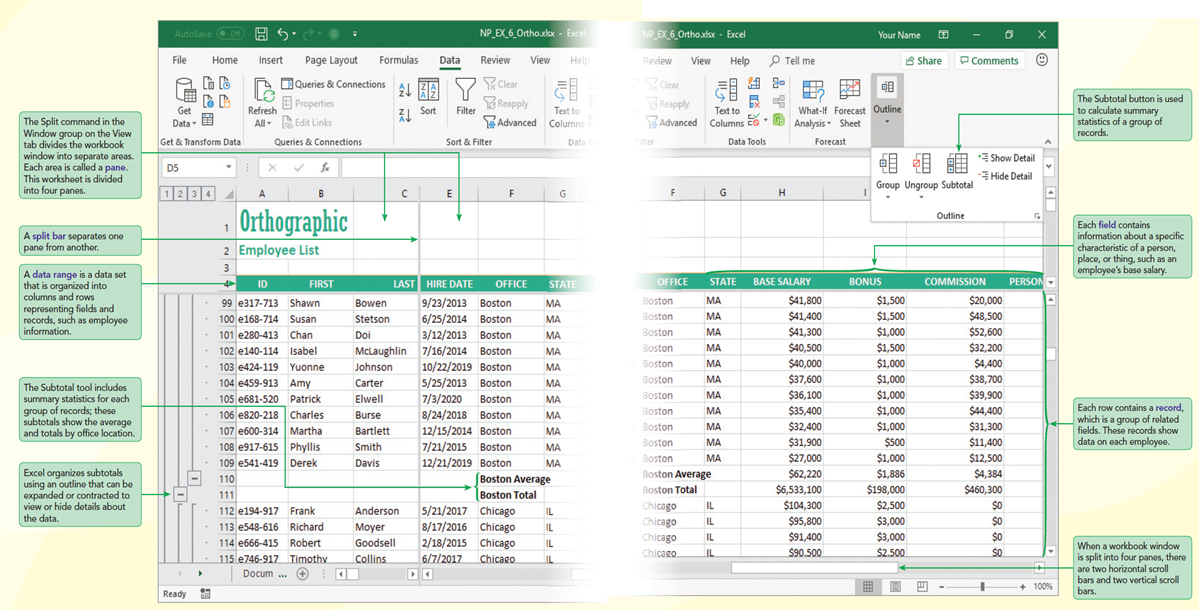 AutoSave Off
NP_EX_6_Ortho.xlsx - Excel
NP_EX_6_Ortho.xlsx - Excel
Your Name
File Home Insert Page Layout Formulas Data Review View Help
Review View Help Tell me
Share
Comments
Get
Data
Refresh
All
Queries & Connections
Properties
Edit Links
Sort
Filter
Clear
Reapply
Advanced
Text to
Columns
Get & Transform Data
Queries & Connections
Sort & Filter
Clear
Reapply
Advanced
Text to
Columns
What-If
Analysis
Forecast
Sheet
Outline
Data Tools
Forecast
Group Ungroup Subtotal
Show Detail
Hide Detail
Outline
D5
fx
1 2 3 4
A B C E F G
F G H I
1 Orthographic
2 Employee List
3
4 ID FIRST LAST HIRE DATE OFFICE STATE
99 e317-713 Shawn Bowen 9/23/2013 Boston MA
100 e168-714 Susan Stetson 6/25/2014 Boston MA
101 e280-413 Chan Doi 3/12/2013 Boston MA
102 e140-114 Isabel McLaughlin 7/16/2014 Boston MA
103 e424-119 Yuonne Johnson 10/22/2019 Boston MA
104 e459-913 Amy Carter 5/25/2013 Boston MA
105 e681-520 Patrick Elwell 7/3/2020 Boston MA
106 e820-218 Charles Burse 8/24/2018 Boston MA
107 e600-314 Martha Bartlett 12/15/2014 Boston MA
108 e917-615 Phyllis Smith 7/21/2015 Boston MA
109 e541-419 Derek Davis 12/21/2019 Boston MA
110 Boston Average
111 Boston Total
112 e194-917 Frank Anderson 5/21/2017 Chicago IL
113 e548-616 Richard Moyer 8/17/2016 Chicago IL
114 e666-415 Robert Goodsell 2/18/2015 Chicago IL
115 e746-917 Timothy Collins 6/7/2017 Chicago IL
Docum ...
Ready
OFFICE STATE BASE SALARY BONUS COMMISSION PERSON
Boston MA $41,800 $1,500 $20,000
Boston MA $41,400 $1,500 $48,500
Boston MA $41,300 $1,000 $52,600
Boston MA $40,500 $1,500 $32,200
Boston MA $40,000 $1,000 $4,400
Boston MA $37,600 $1,000 $38,700
Boston MA $36,100 $1,000 $39,900
Boston MA $35,400 $1,000 $44,400
Boston MA $32,400 $1,000 $31,300
Boston MA $31,900 $500 $11,400
Boston MA $27,000 $1,000 $12,500
Boston Average $62,220 $1,886 $4,384
Boston Total $6,533,100 $198,000 $460,300
Chicago IL $104,300 $2,500 $0
Chicago IL $95,800 $3,000 $0
Chicago IL $91,400 $3,000 $0
Chicago IL $90,500 $2,500 $0
100%
The Split command in the
Window group on the View
tab divides the workbook
window into separate areas.
Each area is called a pane.
This worksheet is divided
into four panes.
A split bar separates one
pane from another.
A data range is a data set
that is organized into
columns and rows
representing fields and
records, such as employee
information.
The Subtotal tool includes
summary statistics for each
group of records; these
subtotals show the average
and totals by office location.
Excel organizes subtotals
using an outline that can be
expanded or contracted to
view or hide details about
the data.
The Subtotal button is used
to calculate summary
statistics of a group of
records.
Each field contains
information about a specific
characteristic of a person,
place, or thing, such as an
employee's base salary.
Each row contains a record,
which is a group of related
fields. These records show
data on each employee.
When a workbook window
is split into four panes, there
are two horizontal scroll
bars and two vertical scroll
bars.